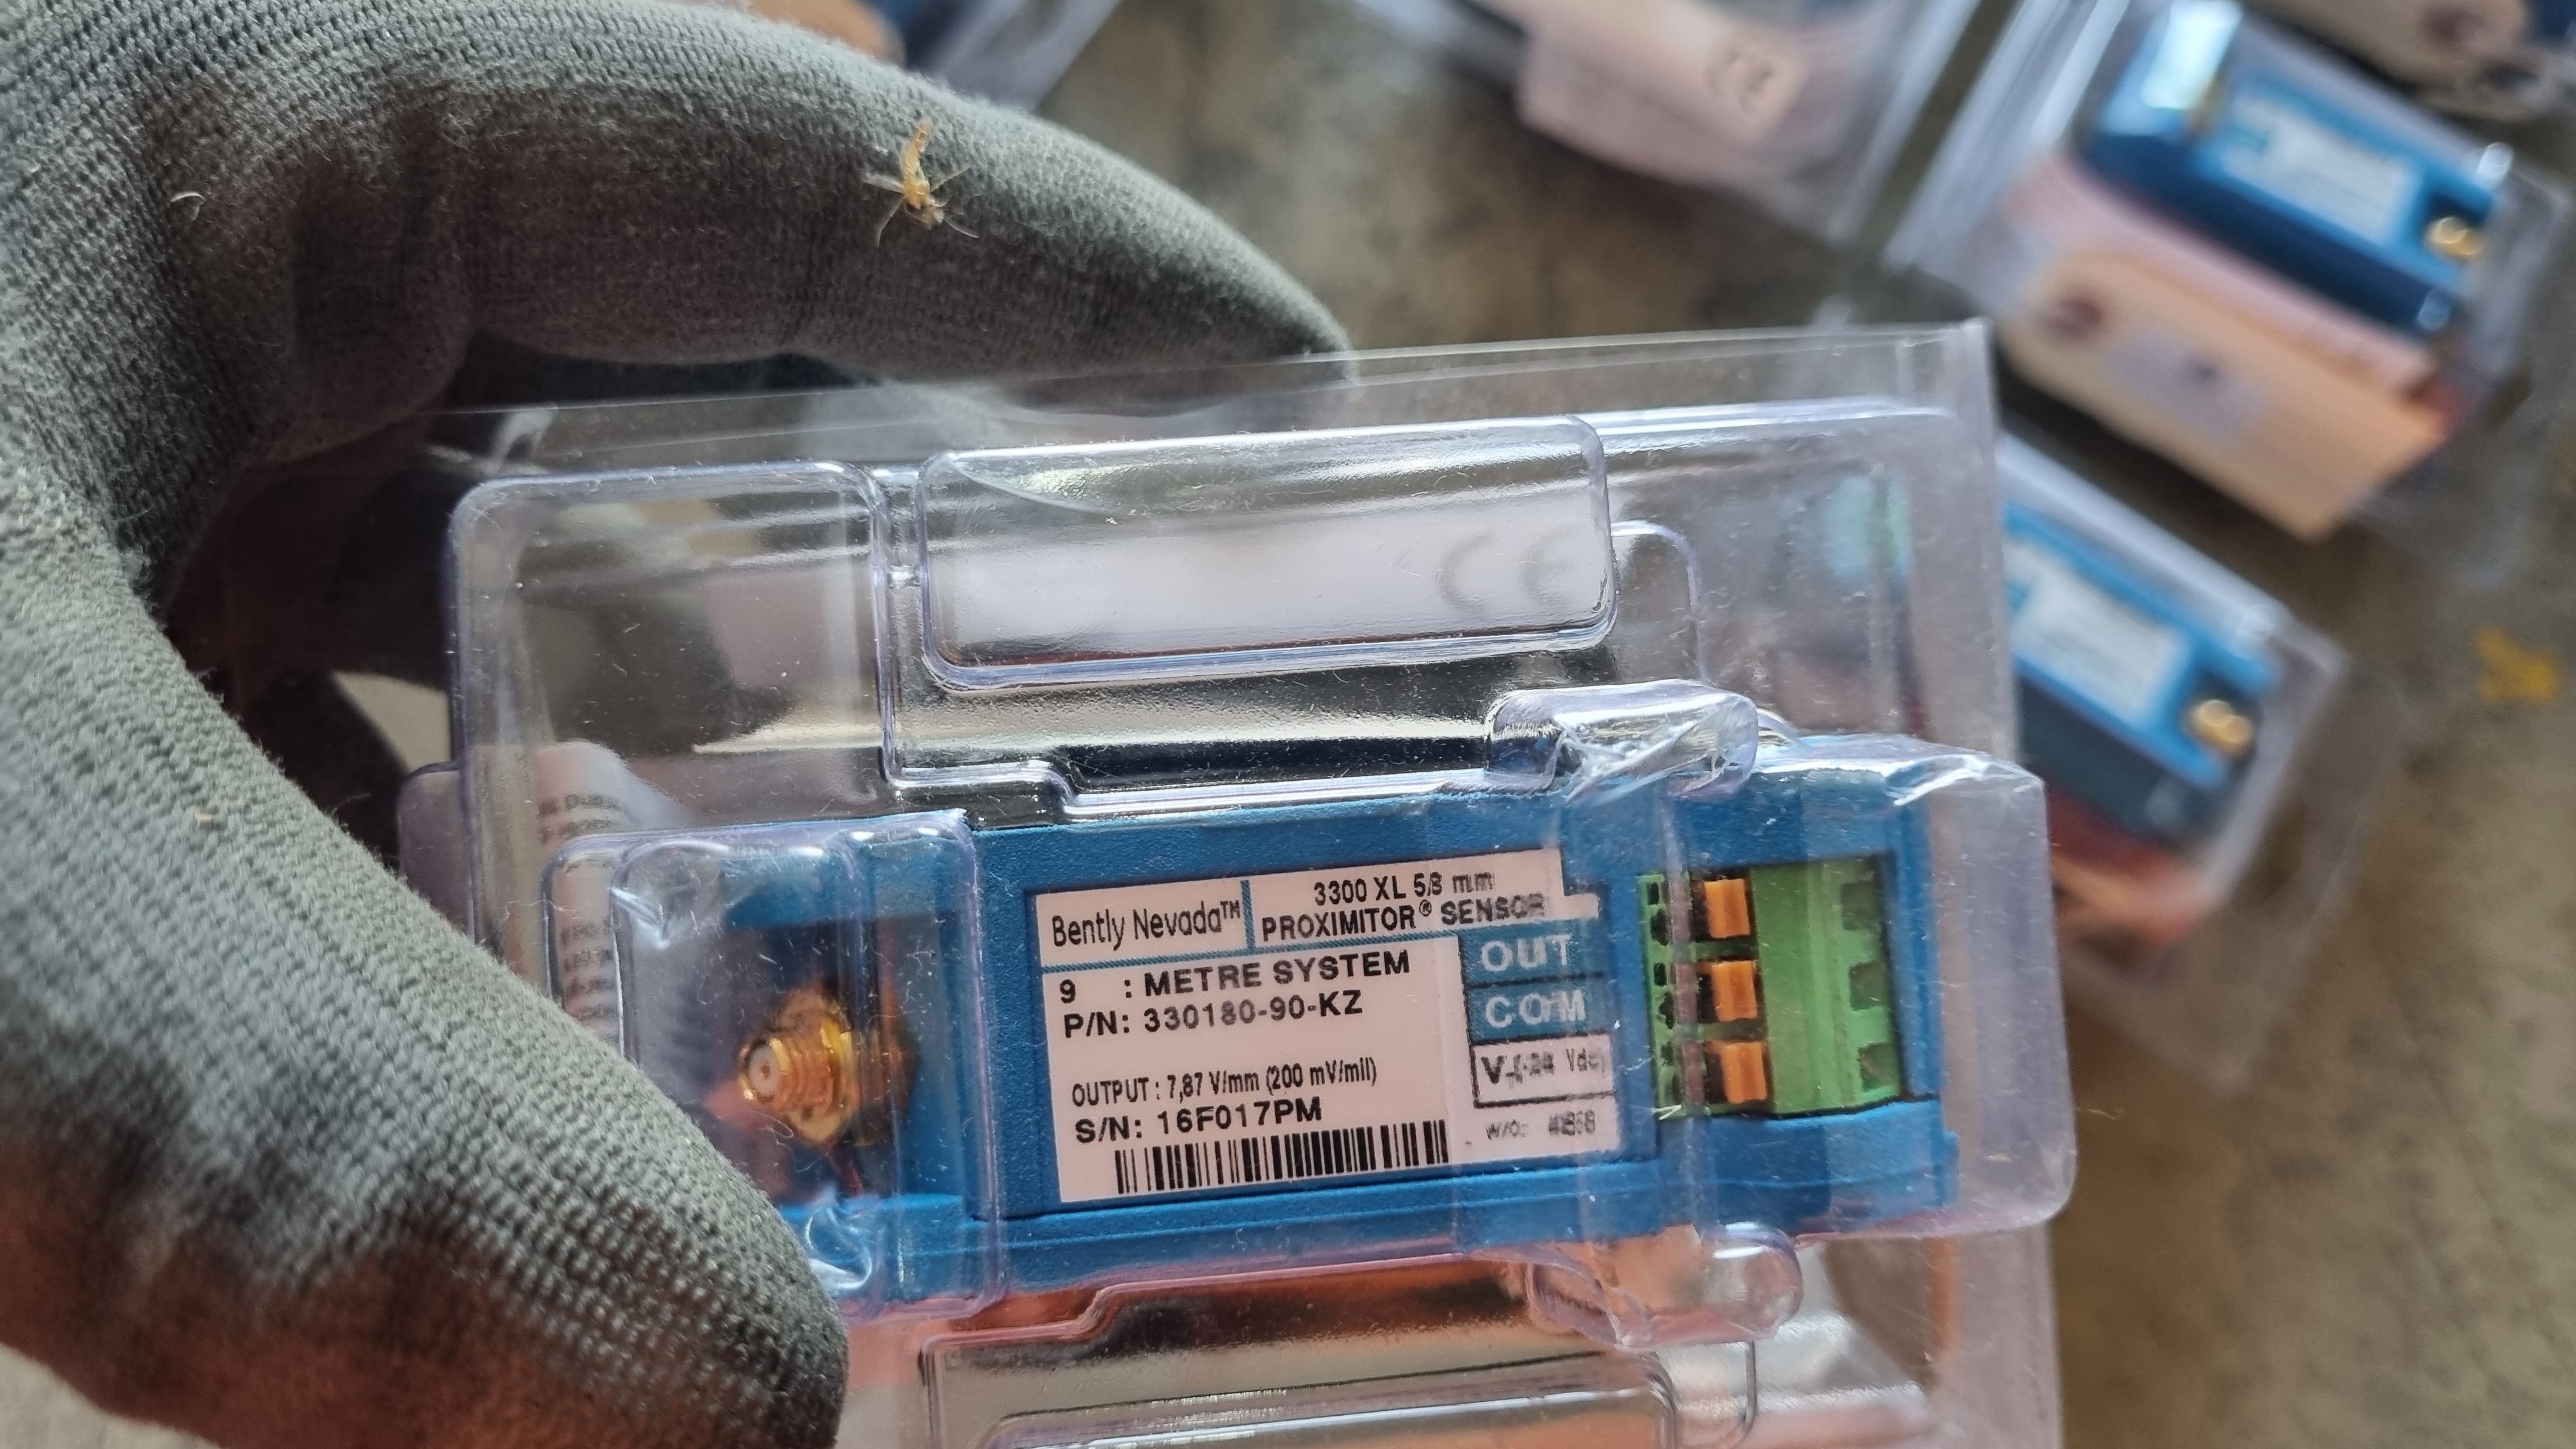 Bently Nevada™
3300 XL 5,8 mm
PROXIMITOR® SENSOR
9 : METRE SYSTEM
P/N: 330180-90-KZ
OUTPUT : 7,87 V/mm (200 mV/mil)
S/N: 16F017PM
OUT
COM